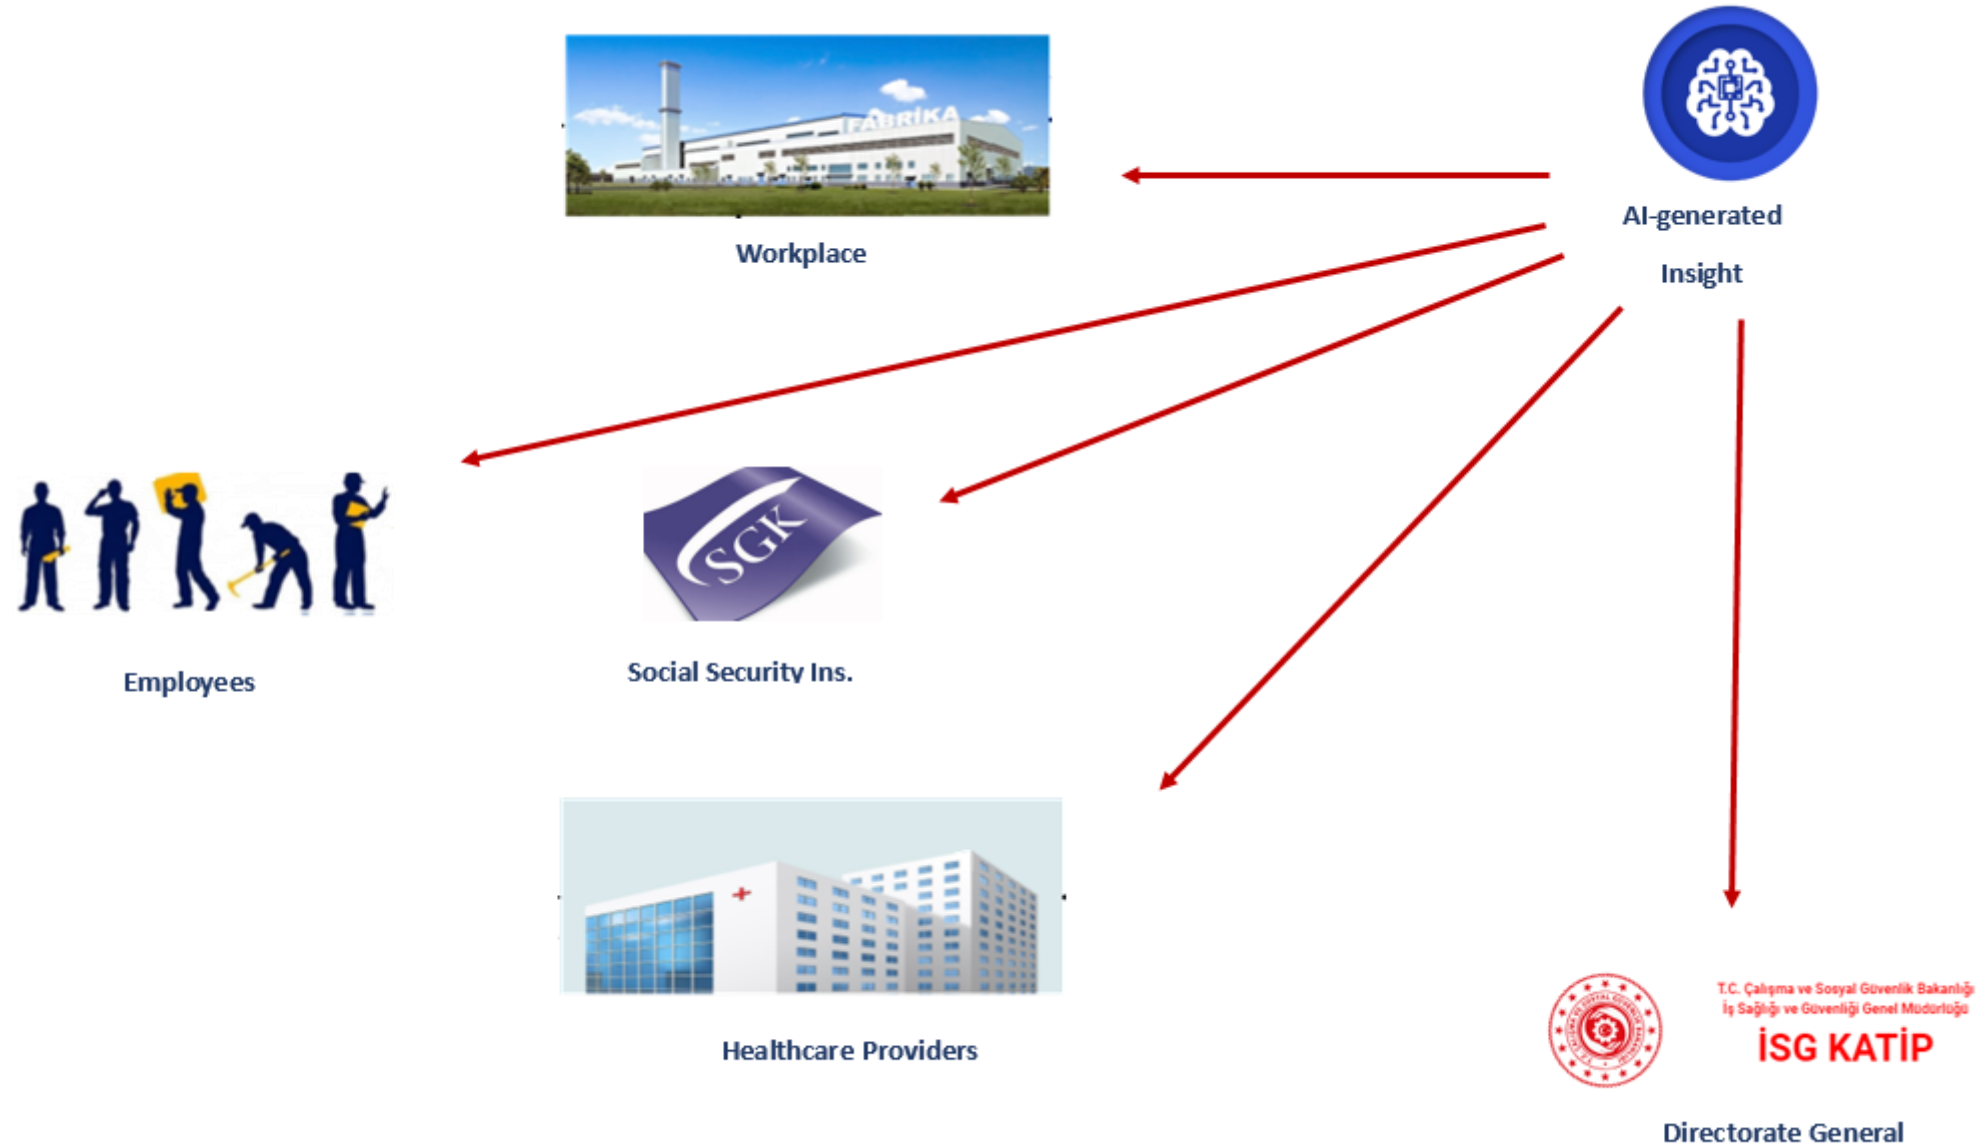 FABRİKA
Workplace
AI-generated
Insight
SGK
Employees
Social Security Ins.
Healthcare Providers
T.C. Çalışma ve Sosyal Güvenlik Bakanlığı
İş Sağlığı ve Güvenliği Genel Müdürlüğü
İSG KATİP
Directorate General